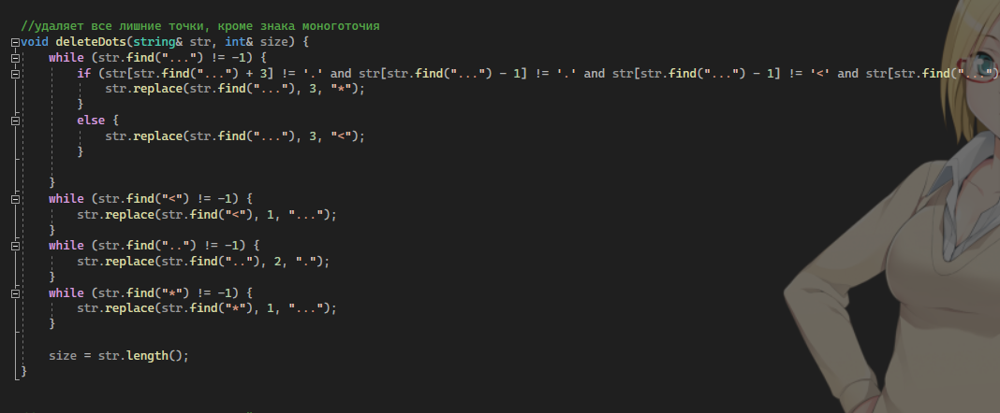 //удаляет все лишние точки, кроме знака моноготочия
void deleteDots(string& str, int& size) {
while (str.find("...") != -1) {
if (str[str.find("...") + 3] != '.' and str[str.find("...") - 1] != '.' and str[str.find("...") - 1] != '<' and str[str.find("...")
str.replace(str.find("..."), 3, "*");
}
else {
str.replace(str.find("..."), 3, "<");
}
}
while (str.find("<") != -1) {
str.replace(str.find("<"), 1, "...");
}
while (str.find("..") != -1) {
str.replace(str.find(".."), 2, ".");
}
while (str.find("*") != -1) {
str.replace(str.find("*"), 1, "...");
}
size = str.length();
}